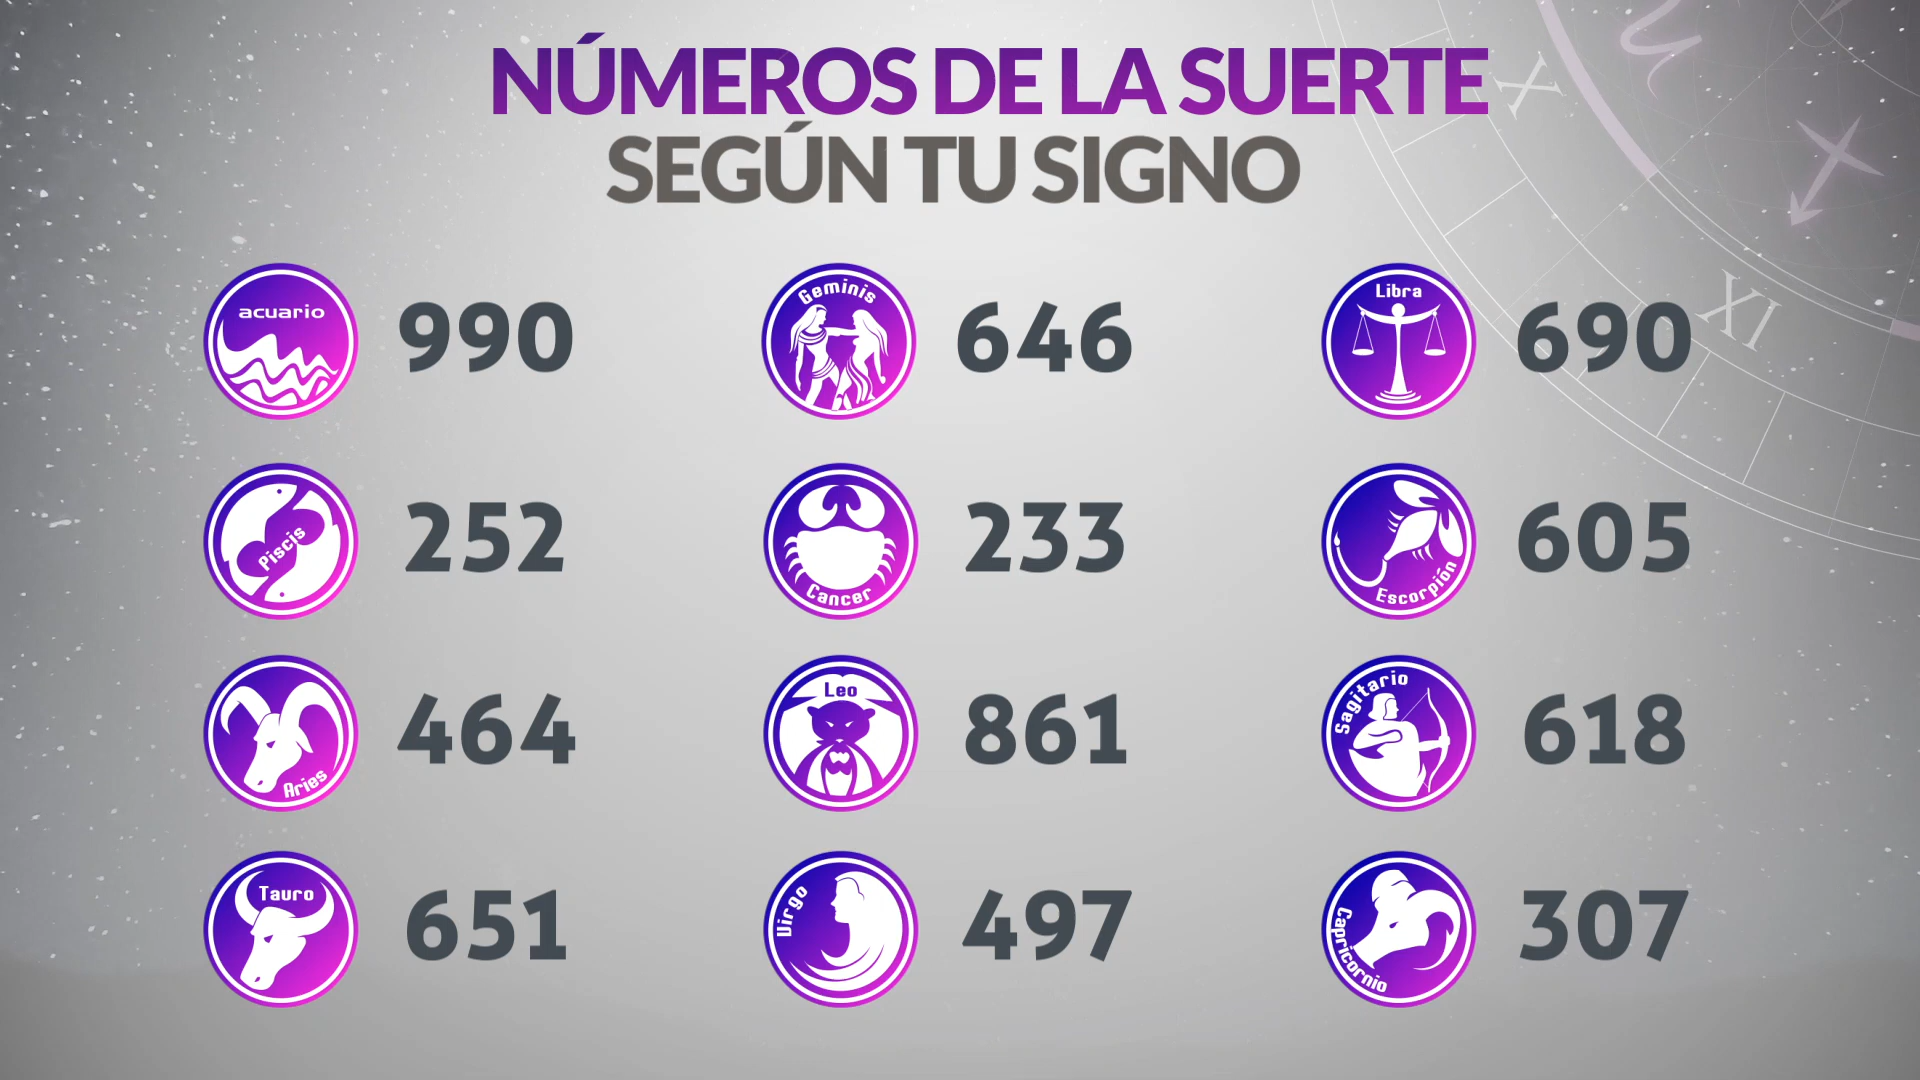 NÚMEROS DE LA SUERTE
SEGÚN TU SIGNO
X
XI
acuario 990
Geminis 646
Libra 690
Piscis 252
Cancer 233
Escorpión 605
Aries 464
Leo 861
Sagitario 618
Tauro 651
Virgo 497
Capricornio 307